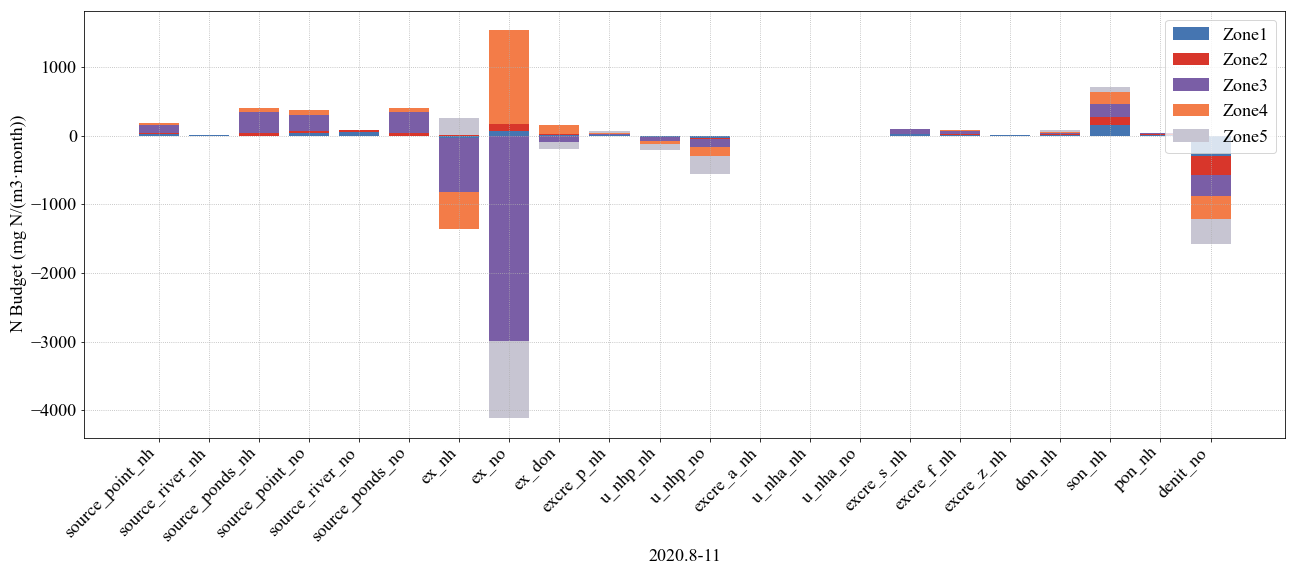 N Budget (mg N/(m3·month))
1000
0
−1000
−2000
−3000
−4000
Zone1
Zone2
Zone3
Zone4
Zone5
source_point_nh
source_river_nh
source_ponds_nh
source_point_no
source_river_no
source_ponds_no
ex_nh
ex_no
ex_don
excre_p_nh
u_nhp_nh
u_nhp_no
excre_a_nh
u_nha_nh
u_nha_no
excre_s_nh
excre_f_nh
excre_z_nh
don_nh
son_nh
pon_nh
denit_no
2020.8-11